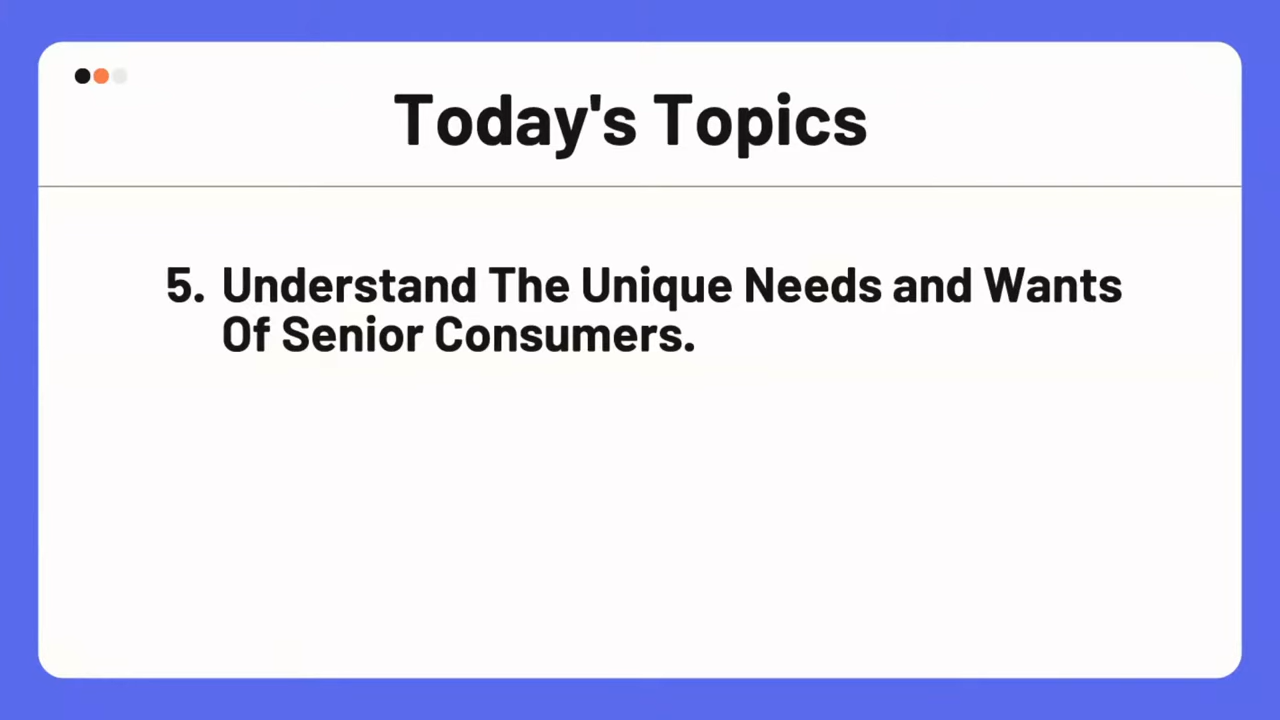 Today's Topics
5. Understand The Unique Needs and Wants
Of Senior Consumers.